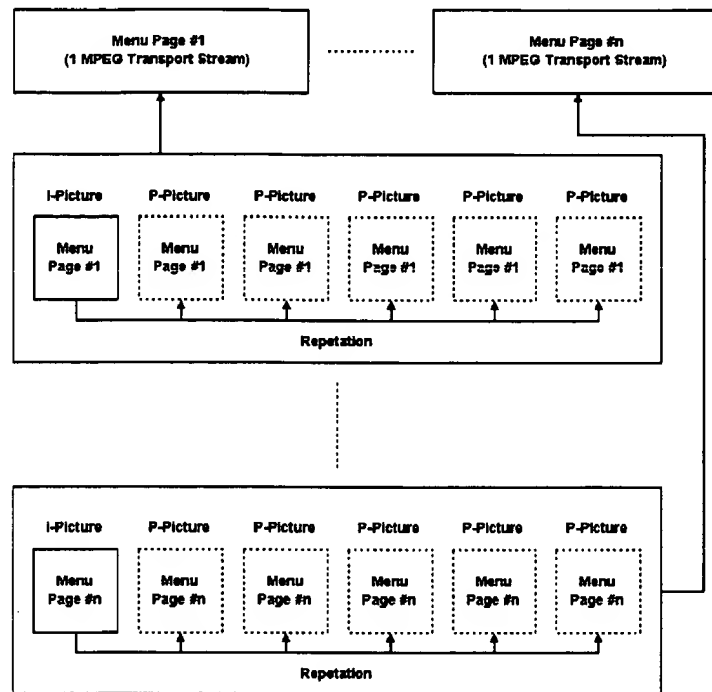 Menu Page #1
(1 MPEG Transport Stream)
Menu Page #n
(1 MPEG Transport Stream)
I-Picture P-Picture P-Picture P-Picture P-Picture P-Picture
Menu Menu Menu Menu Menu Menu
Page #1 Page #1 Page #1 Page #1 Page #1 Page #1
Repetation
I-Picture P-Picture P-Picture P-Picture P-Picture P-Picture
Menu Menu Menu Menu Menu Menu
Page #n Page #n Page #n Page #n Page #n Page #n
Repetation